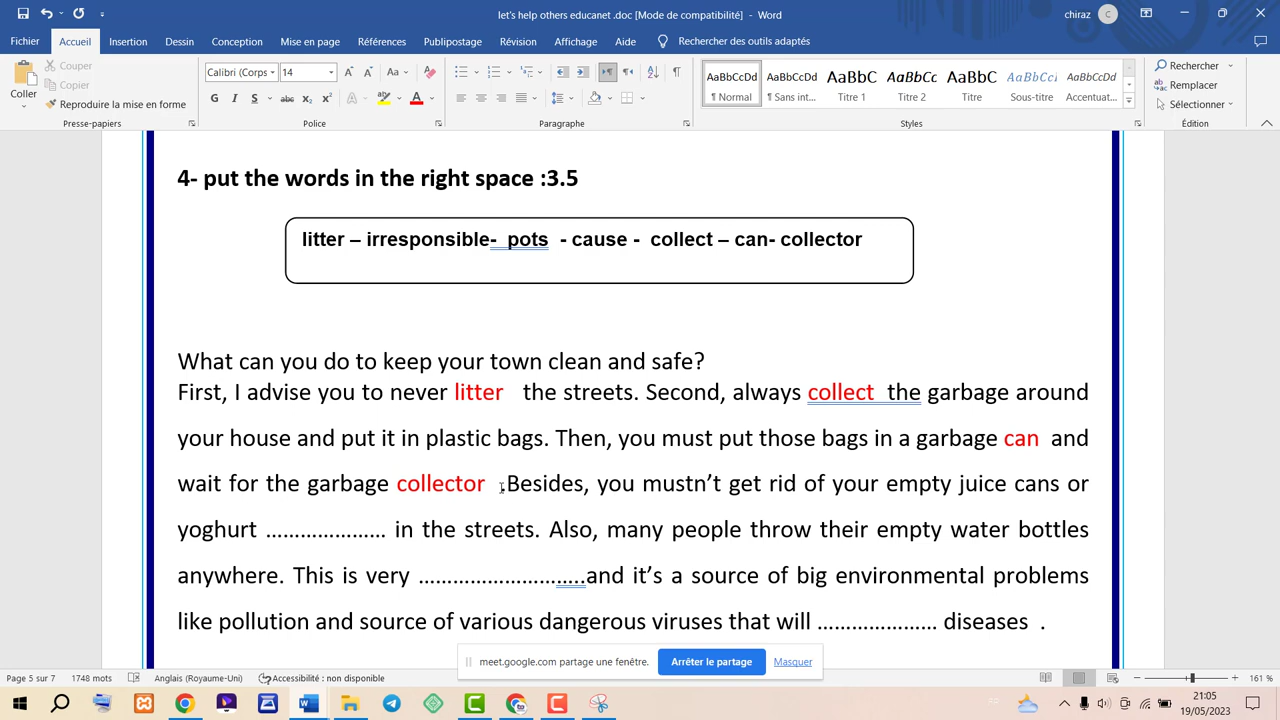 let's help others educanet .doc [Mode de compatibilité] - Word
chiraz C
Fichier Accueil Insertion Dessin Conception Mise en page Références Publipostage Révision Affichage Aide Rechercher des outils adaptés
Coller
Couper
Copier
Reproduire la mise en forme
Presse-papiers
Calibri (Corps 14
Police
Paragraphe
AaBbCcDd AaBbCcDd AaBbC AaBbCc AaBbC AaBbCcI AaBbCcDd
¶ Normal ¶ Sans int... Titre 1 Titre 2 Titre Sous-titre Accentuat...
Styles
Rechercher
Remplacer
Sélectionner
Édition
4- put the words in the right space :3.5
litter – irresponsible- pots - cause - collect – can- collector
What can you do to keep your town clean and safe?
First, I advise you to never litter the streets. Second, always collect the garbage around
your house and put it in plastic bags. Then, you must put those bags in a garbage can and
wait for the garbage collector .Besides, you mustn't get rid of your empty juice cans or
yoghurt ………………… in the streets. Also, many people throw their empty water bottles
anywhere. This is very ………………………..and it's a source of big environmental problems
like pollution and source of various dangerous viruses that will ………………… diseases .
meet.google.com partage une fenêtre. Arrêter le partage Masquer
Page 5 sur 7 1748 mots Anglais (Royaume-Uni) Accessibilité : non disponible 161 %
21:05
19/05/2023